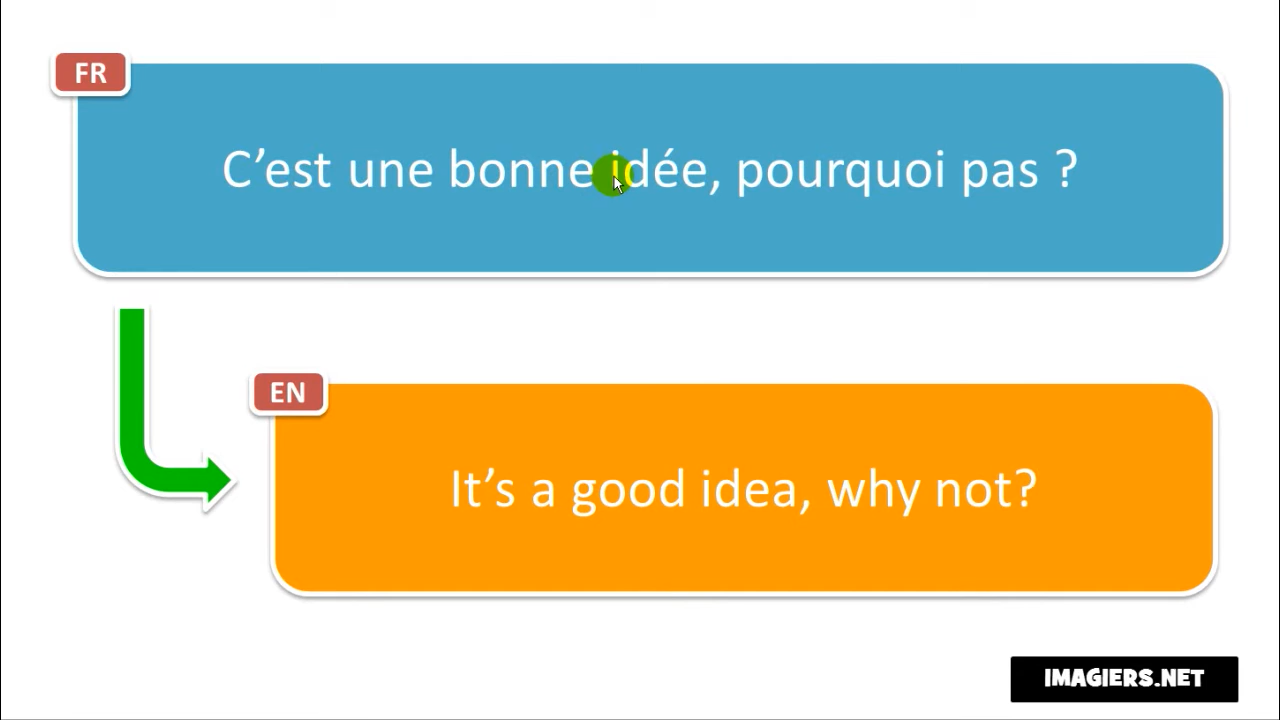 FR
C’est une bonne idée, pourquoi pas ?
EN
It’s a good idea, why not?
IMAGIERS.NET